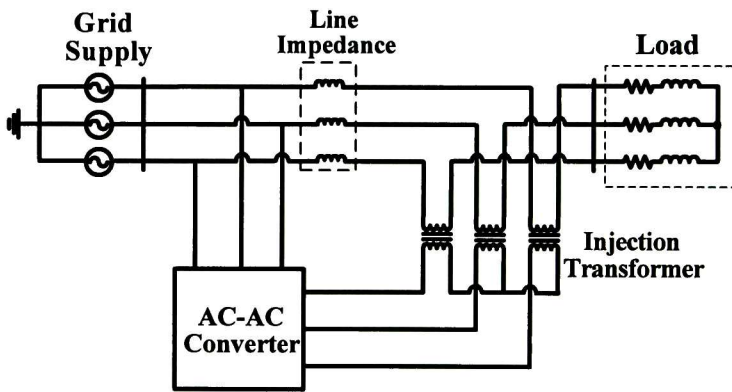 Grid
Supply
Line
Impedance
Load
Injection
Transformer
AC-AC
Converter